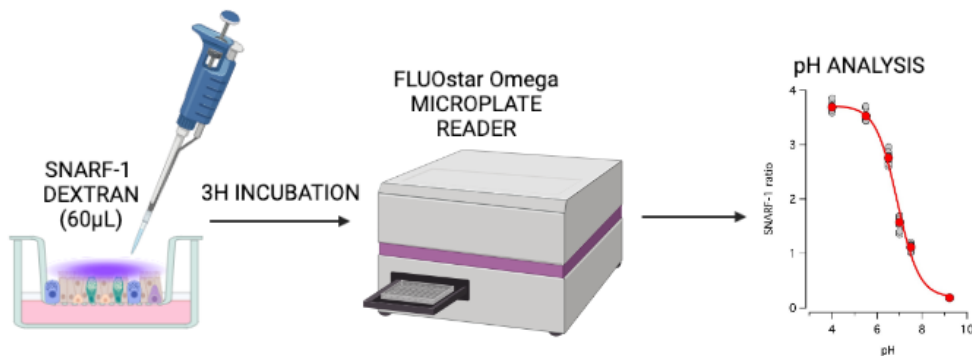 SNARF-1
DEXTRAN
(60µL)
3H INCUBATION
FLUOstar Omega
MICROPLATE
READER
pH ANALYSIS
SNARF-1 ratio
4
3
2
1
0
4
6
8
10
pH